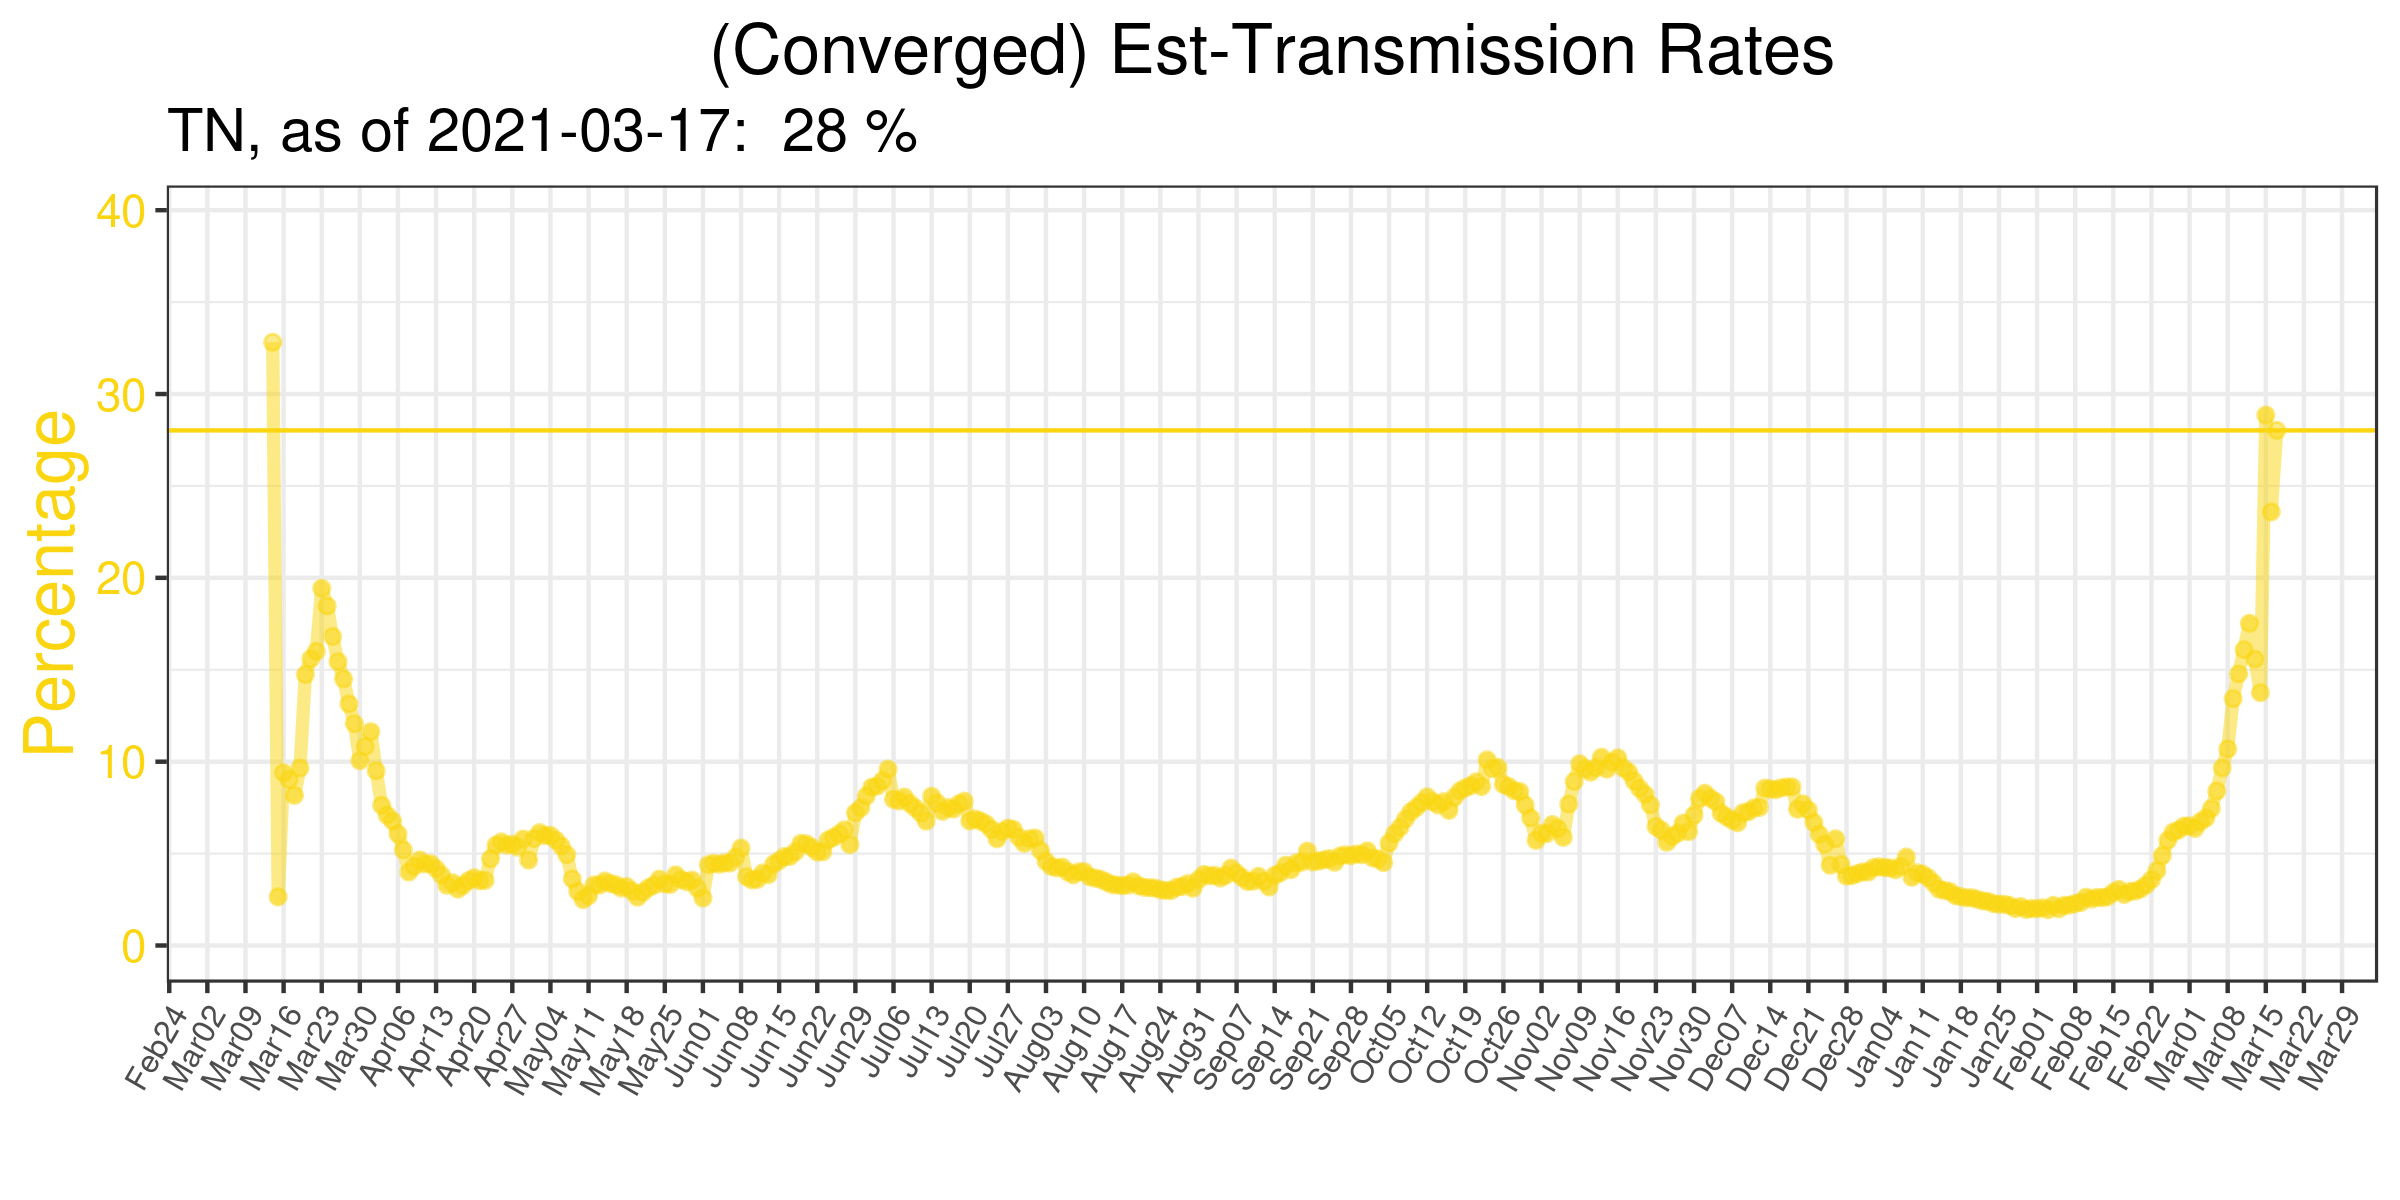 (Converged) Est-Transmission Rates
TN, as of 2021-03-17:  28 %
Percentage
40
30
20
10
0
Feb24
Mar02
Mar09
Mar16
Mar23
Mar30
Apr06
Apr13
Apr20
Apr27
May04
May11
May18
May25
Jun01
Jun08
Jun15
Jun22
Jun29
Jul06
Jul13
Jul20
Jul27
Aug03
Aug10
Aug17
Aug24
Aug31
Sep07
Sep14
Sep21
Sep28
Oct05
Oct12
Oct19
Oct26
Nov02
Nov09
Nov16
Nov23
Nov30
Dec07
Dec14
Dec21
Dec28
Jan04
Jan11
Jan18
Jan25
Feb01
Feb08
Feb15
Feb22
Mar01
Mar08
Mar15
Mar22
Mar29